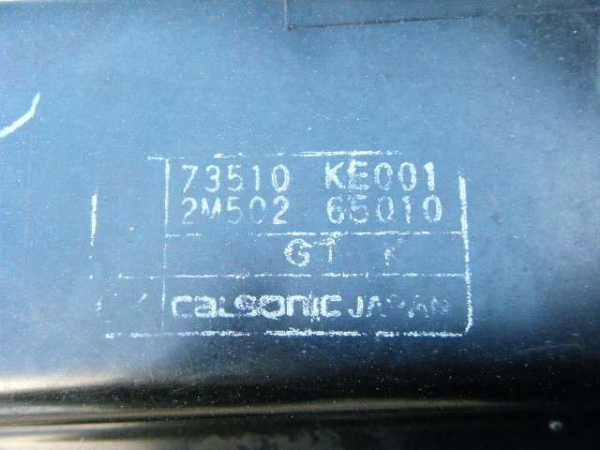 73510 KE001
2M502 65010
GT K
CALSONIC JAPAN